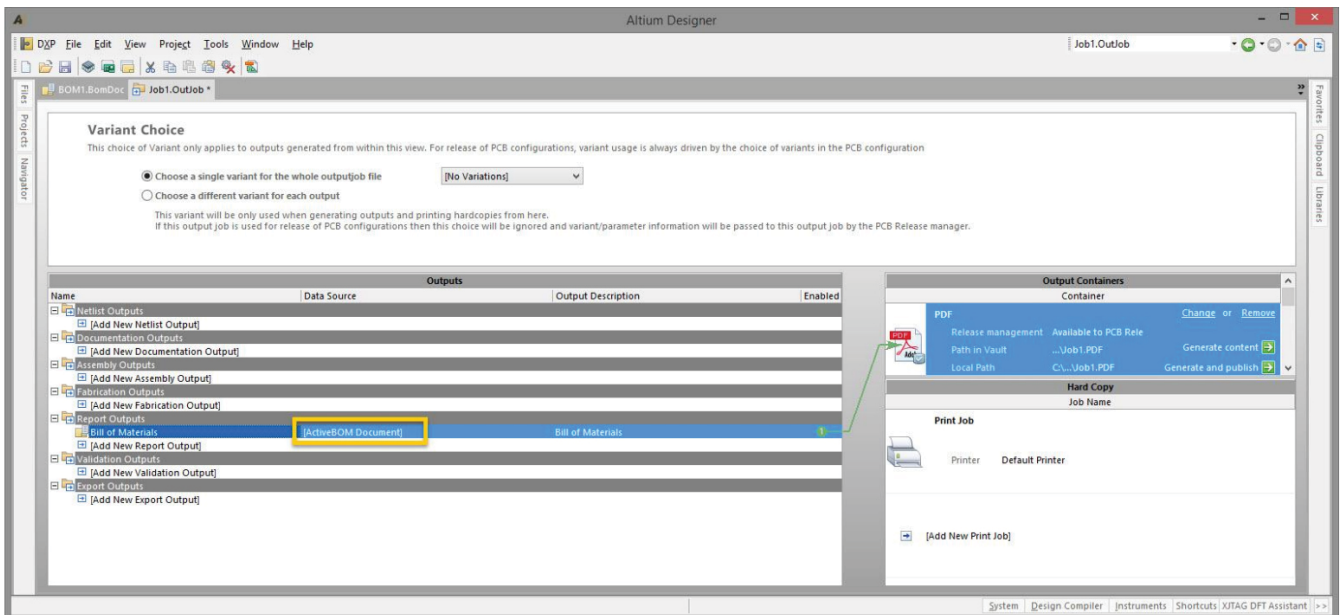 Altium Designer
DXP File Edit View Project Tools Window Help
Job1.OutJob
BOM1.BomDoc Job1.OutJob *
Files
Projects
Navigator
Favorites
Clipboard
Libraries
Variant Choice
This choice of Variant only applies to outputs generated from within this view. For release of PCB configurations, variant usage is always driven by the choice of variants in the PCB configuration
Choose a single variant for the whole outputjob file [No Variations]
Choose a different variant for each output
This variant will be only used when generating outputs and printing hardcopies from here.
If this output job is used for release of PCB configurations then this choice will be ignored and variant/parameter information will be passed to this output job by the PCB Release manager.
Outputs
Name Data Source Output Description Enabled
Netlist Outputs
[Add New Netlist Output]
Documentation Outputs
[Add New Documentation Output]
Assembly Outputs
[Add New Assembly Output]
Fabrication Outputs
[Add New Fabrication Output]
Report Outputs
Bill of Materials [ActiveBOM Document] Bill of Materials 1
[Add New Report Output]
Validation Outputs
[Add New Validation Output]
Export Outputs
[Add New Export Output]
Output Containers
Container
PDF Change or Remove
PDF
Adobe
Release management Available to PCB Rele
Path in Vault ...\Job1.PDF Generate content
Local Path C:\...\Job1.PDF Generate and publish
Hard Copy
Job Name
Print Job
Printer Default Printer
[Add New Print Job]
System Design Compiler Instruments Shortcuts XJTAG DFT Assistant >>